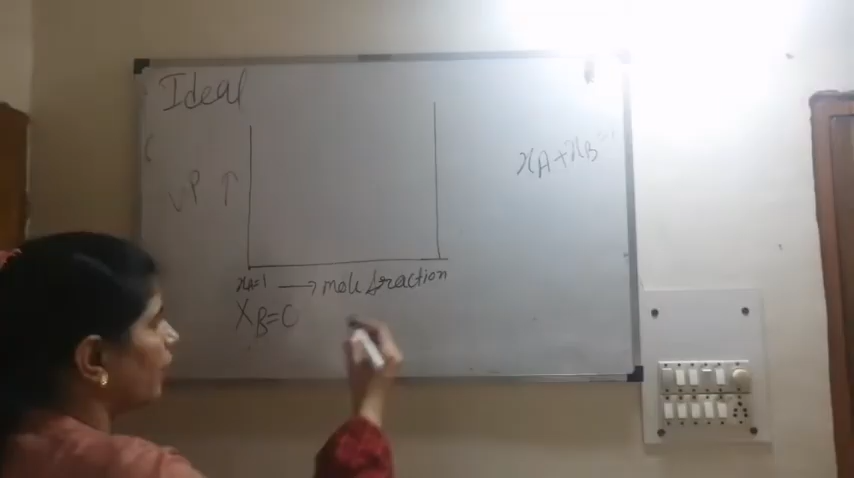 Ideal
VP ↑
xA+xB=1
xA=1 → mole fraction
XB=0